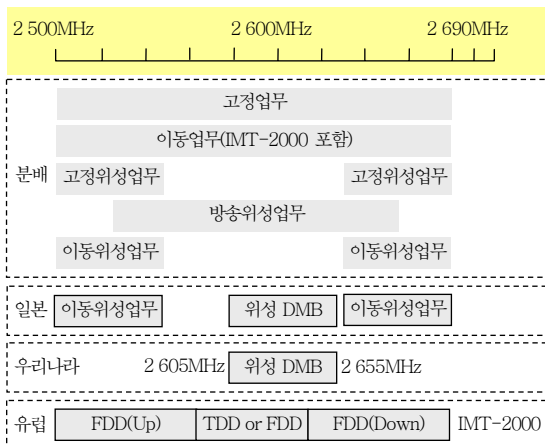 2 500MHz 2 600MHz 2 690MHz
고정업무
이동업무(IMT-2000 포함)
분배 고정위성업무 고정위성업무
방송위성업무
이동위성업무 이동위성업무
일본 이동위성업무 위성 DMB 이동위성업무
우리나라 2 605MHz 위성 DMB 2 655MHz
유럽 FDD(Up) TDD or FDD FDD(Down) IMT-2000